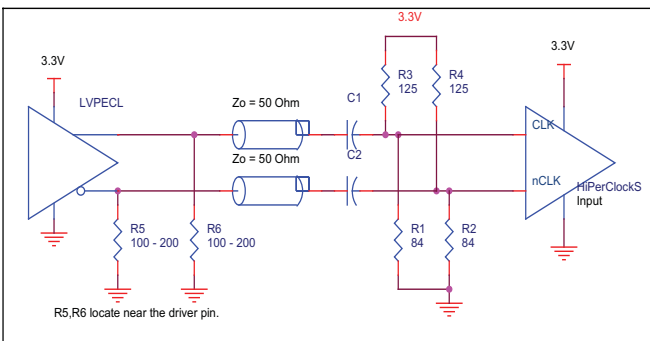 3.3V
3.3V
3.3V
LVPECL
R3
125
R4
125
Zo = 50 Ohm
C1
Zo = 50 Ohm
C2
CLK
nCLK
HiPerClockS
Input
R5
100 - 200
R6
100 - 200
R1
84
R2
84
R5,R6 locate near the driver pin.